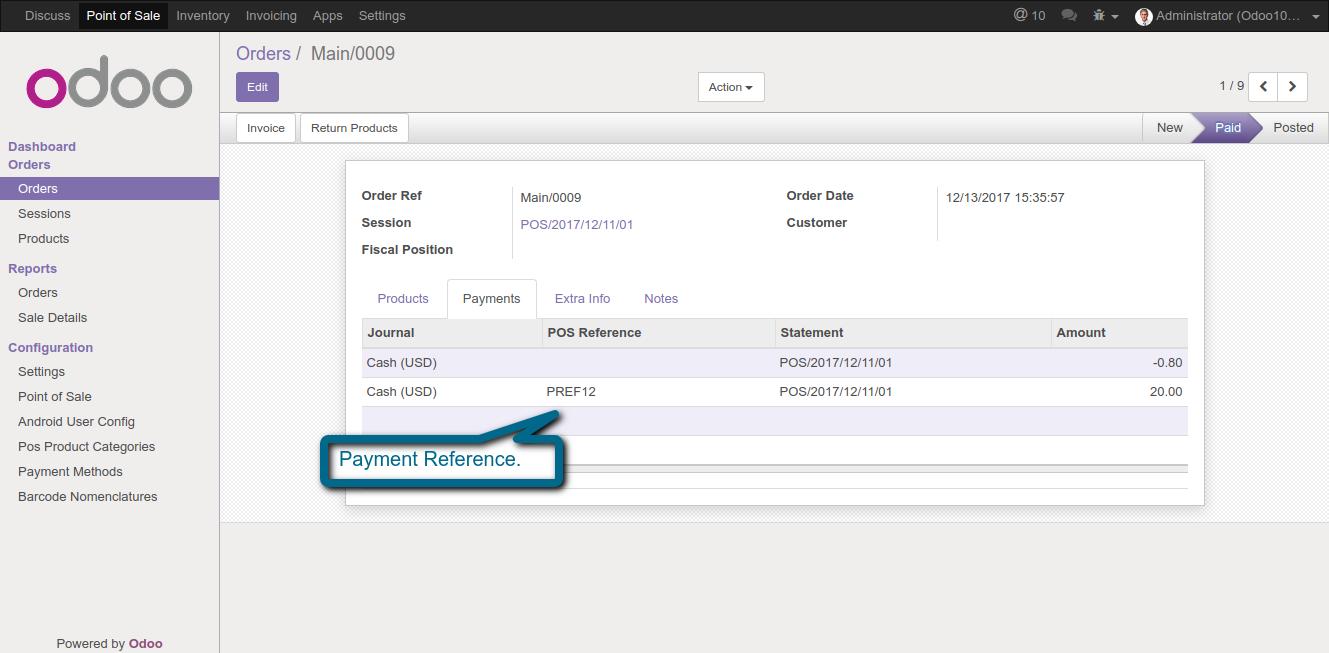 Discuss Point of Sale Inventory Invoicing Apps Settings @ 10 Administrator (Odoo10...
odoo
Orders / Main/0009
Edit Action 1 / 9
Invoice Return Products New Paid Posted
Dashboard
Orders
Orders
Sessions
Products
Reports
Orders
Sale Details
Configuration
Settings
Point of Sale
Android User Config
Pos Product Categories
Payment Methods
Barcode Nomenclatures
Powered by Odoo
Order Ref Main/0009 Order Date 12/13/2017 15:35:57
Session POS/2017/12/11/01 Customer
Fiscal Position
Products Payments Extra Info Notes
Journal POS Reference Statement Amount
Cash (USD) POS/2017/12/11/01 -0.80
Cash (USD) PREF12 POS/2017/12/11/01 20.00
Payment Reference.